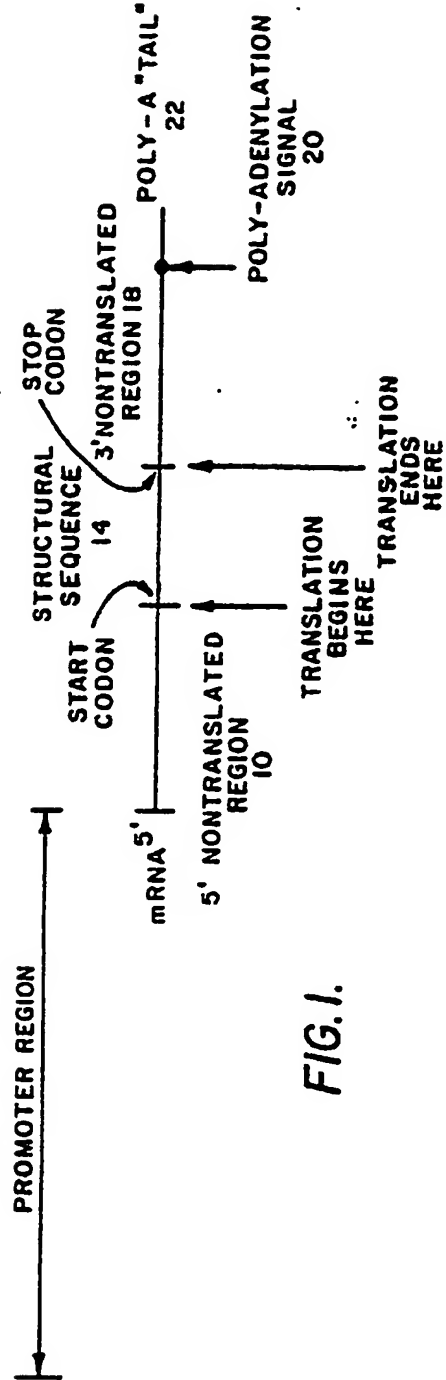 PROMOTER REGION
mRNA 5'
5' NONTRANSLATED
REGION
10
START
CODON
TRANSLATION
BEGINS
HERE
STRUCTURAL
SEQUENCE
14
STOP
CODON
TRANSLATION
ENDS
HERE
3' NONTRANSLATED
REGION 18
POLY-ADENYLATION
SIGNAL
20
POLY-A "TAIL"
22
FIG. 1.